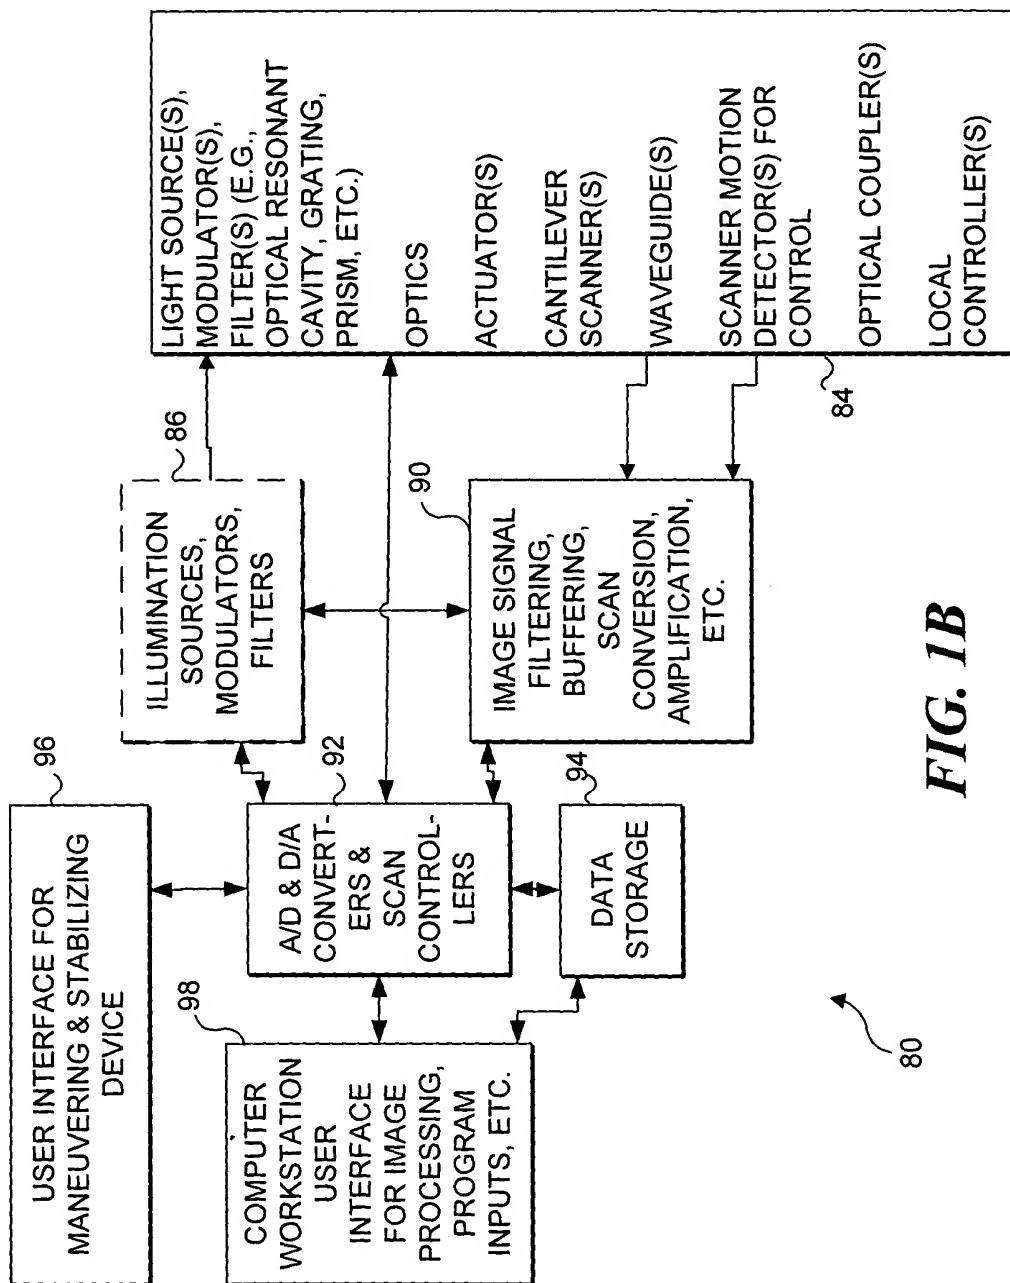 USER INTERFACE FOR
MANEUVERING & STABILIZING
DEVICE
96
COMPUTER
WORKSTATION
USER
INTERFACE
FOR IMAGE
PROCESSING,
PROGRAM
INPUTS, ETC.
98
A/D & D/A
CONVERT-
ERS &
SCAN
CONTROL-
LERS
92
DATA
STORAGE
94
ILLUMINATION
SOURCES,
MODULATORS,
FILTERS
86
IMAGE SIGNAL
FILTERING,
BUFFERING,
SCAN
CONVERSION,
AMPLIFICATION,
ETC.
90
LIGHT SOURCE(S),
MODULATOR(S),
FILTER(S) (E.G.,
OPTICAL RESONANT
CAVITY, GRATING,
PRISM, ETC.)
OPTICS
ACTUATOR(S)
CANTILEVER
SCANNER(S)
WAVEGUIDE(S)
SCANNER MOTION
DETECTOR(S) FOR
CONTROL
OPTICAL COUPLER(S)
LOCAL
CONTROLLER(S)
84
80
FIG. 1B